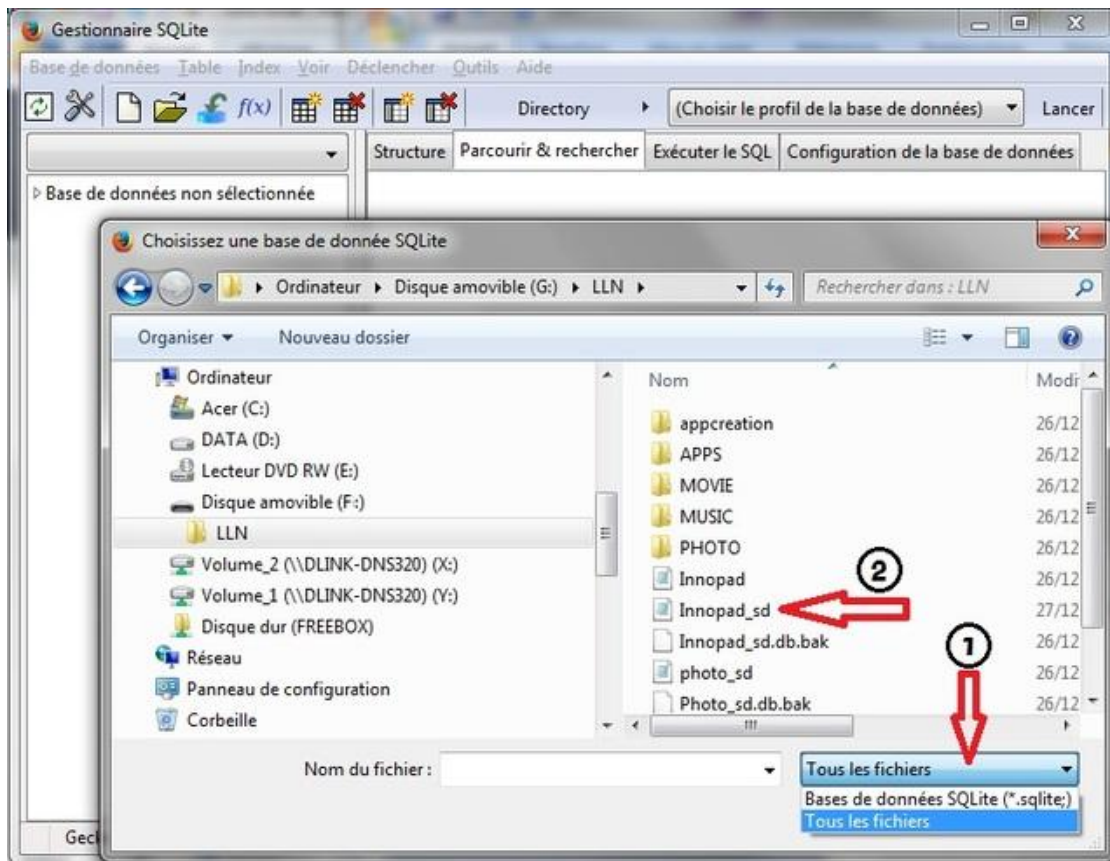 Gestionnaire SQLite
Base de données Table Index Voir Déclencher Outils Aide
f(x) Directory (Choisir le profil de la base de données) Lancer
Structure Parcourir & rechercher Exécuter le SQL Configuration de la base de données
Base de données non sélectionnée
Choisissez une base de donnée SQLite
Ordinateur Disque amovible (G:) LLN Rechercher dans : LLN
Organiser Nouveau dossier
Ordinateur
Acer (C:)
DATA (D:)
Lecteur DVD RW (E:)
Disque amovible (F:)
LLN
Volume_2 (\\DLINK-DNS320) (X:)
Volume_1 (\\DLINK-DNS320) (Y:)
Disque dur (FREEBOX)
Réseau
Panneau de configuration
Corbeille
Nom Modi
appcreation 26/12
APPS 26/12
MOVIE 26/12
MUSIC 26/12
PHOTO 26/12
Innopad 26/12
Innopad_sd 27/12
Innopad_sd.db.bak 26/12
photo_sd 26/12
Photo_sd.db.bak 26/12
2
1
Nom du fichier : Tous les fichiers
Bases de données SQLite (*.sqlite;)
Tous les fichiers
Geck